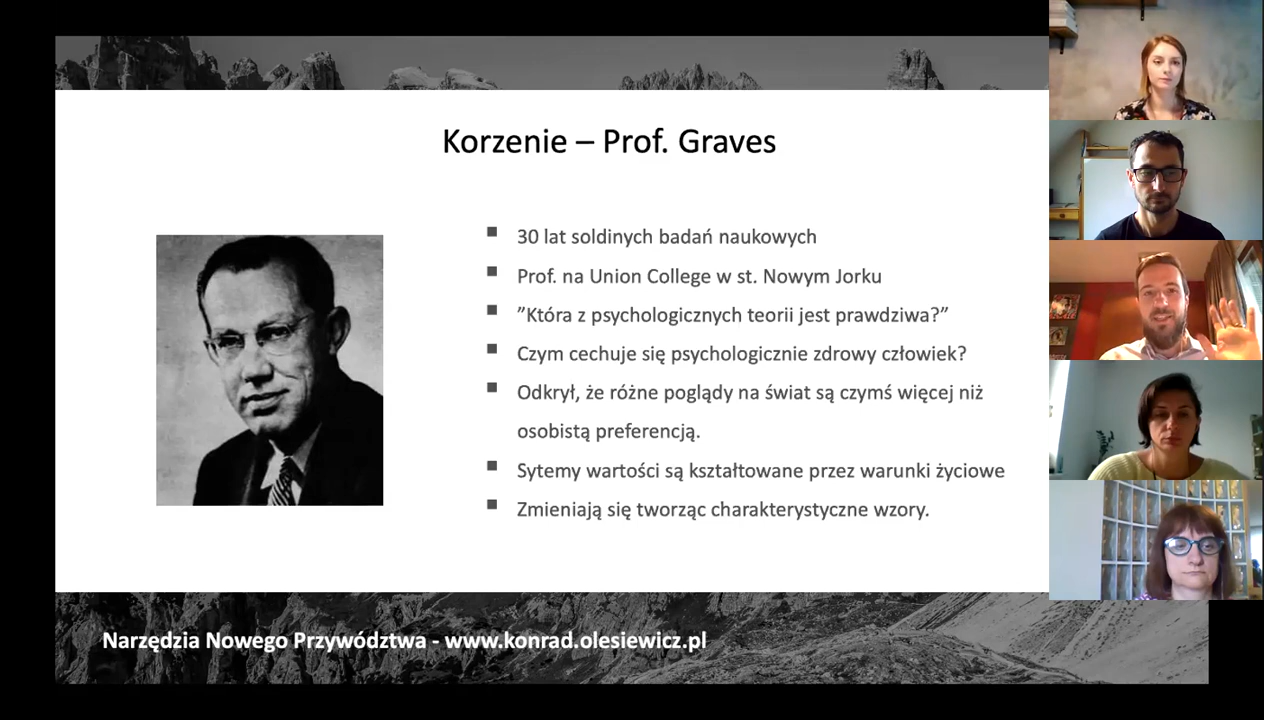 Korzenie – Prof. Graves
30 lat soldinych badań naukowych
Prof. na Union College w st. Nowym Jorku
”Która z psychologicznych teorii jest prawdziwa?”
Czym cechuje się psychologicznie zdrowy człowiek?
Odkrył, że różne poglądy na świat są czymś więcej niż
osobistą preferencją.
Sytemy wartości są kształtowane przez warunki życiowe
Zmieniają się tworząc charakterystyczne wzory.
Narzędzia Nowego Przywództwa - www.konrad.olesiewicz.pl